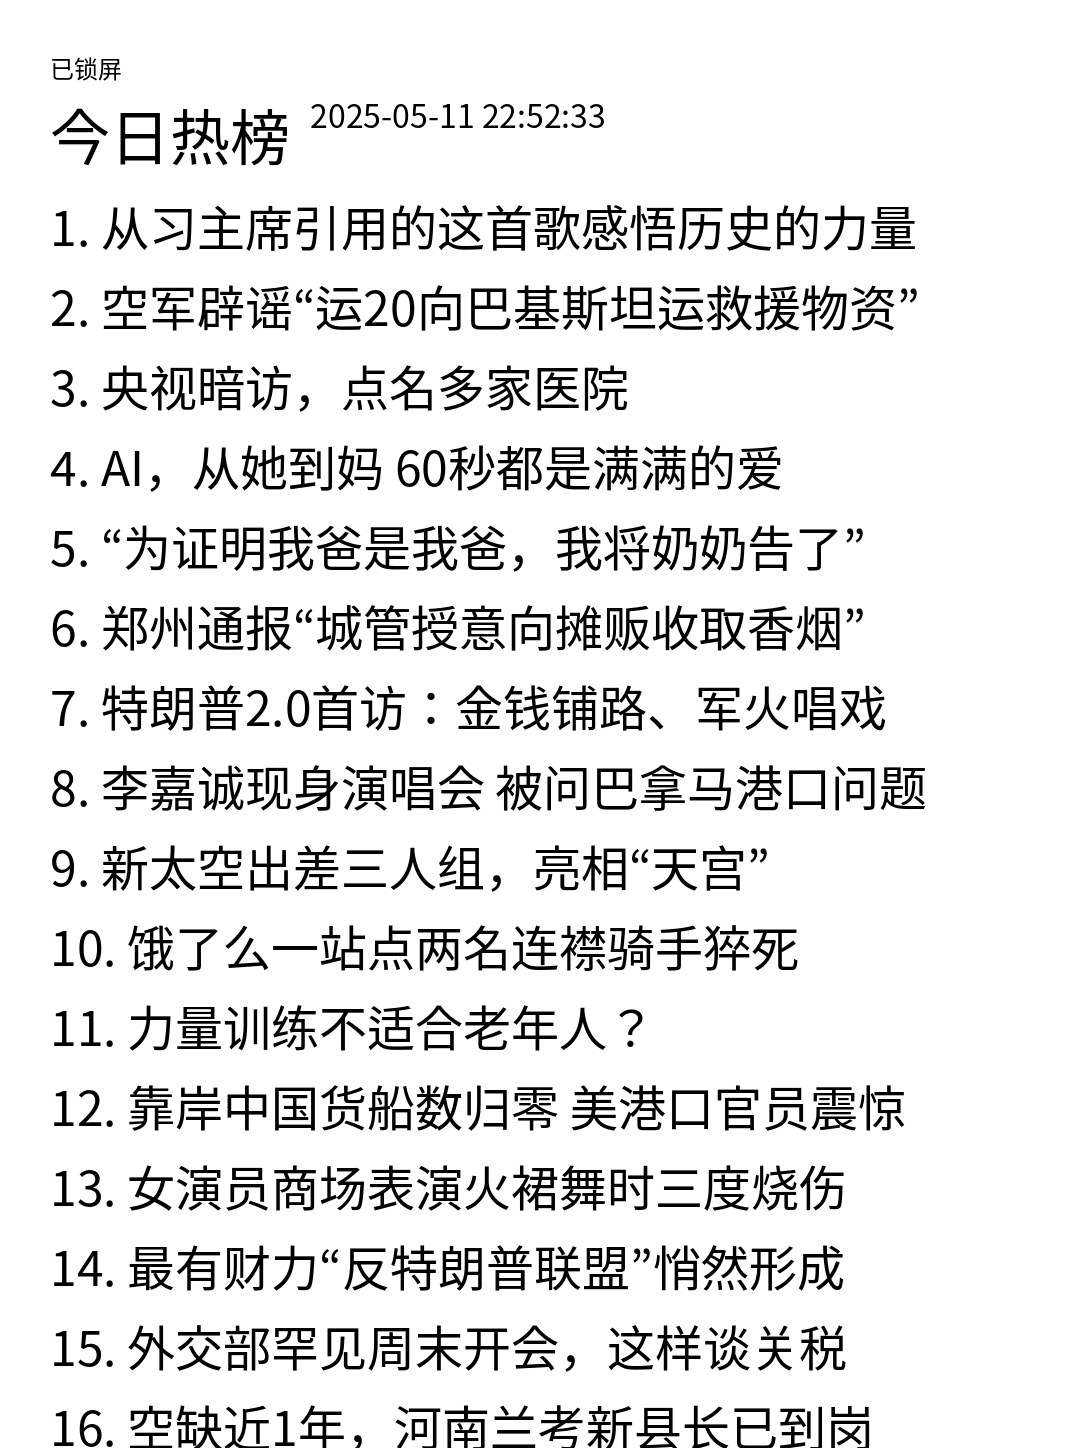 已锁屏
今日热榜 2025-05-11 22:52:33
1. 从习主席引用的这首歌感悟历史的力量
2. 空军辟谣“运20向巴基斯坦运救援物资”
3. 央视暗访，点名多家医院
4. AI，从她到妈 60秒都是满满的爱
5. “为证明我爸是我爸，我将奶奶告了”
6. 郑州通报“城管授意向摊贩收取香烟”
7. 特朗普2.0首访：金钱铺路、军火唱戏
8. 李嘉诚现身演唱会 被问巴拿马港口问题
9. 新太空出差三人组，亮相“天宫”
10. 饿了么一站点两名连襟骑手猝死
11. 力量训练不适合老年人？
12. 靠岸中国货船数归零 美港口官员震惊
13. 女演员商场表演火裙舞时三度烧伤
14. 最有财力“反特朗普联盟”悄然形成
15. 外交部罕见周末开会，这样谈关税
16. 空缺近1年，河南兰考新县长已到岗